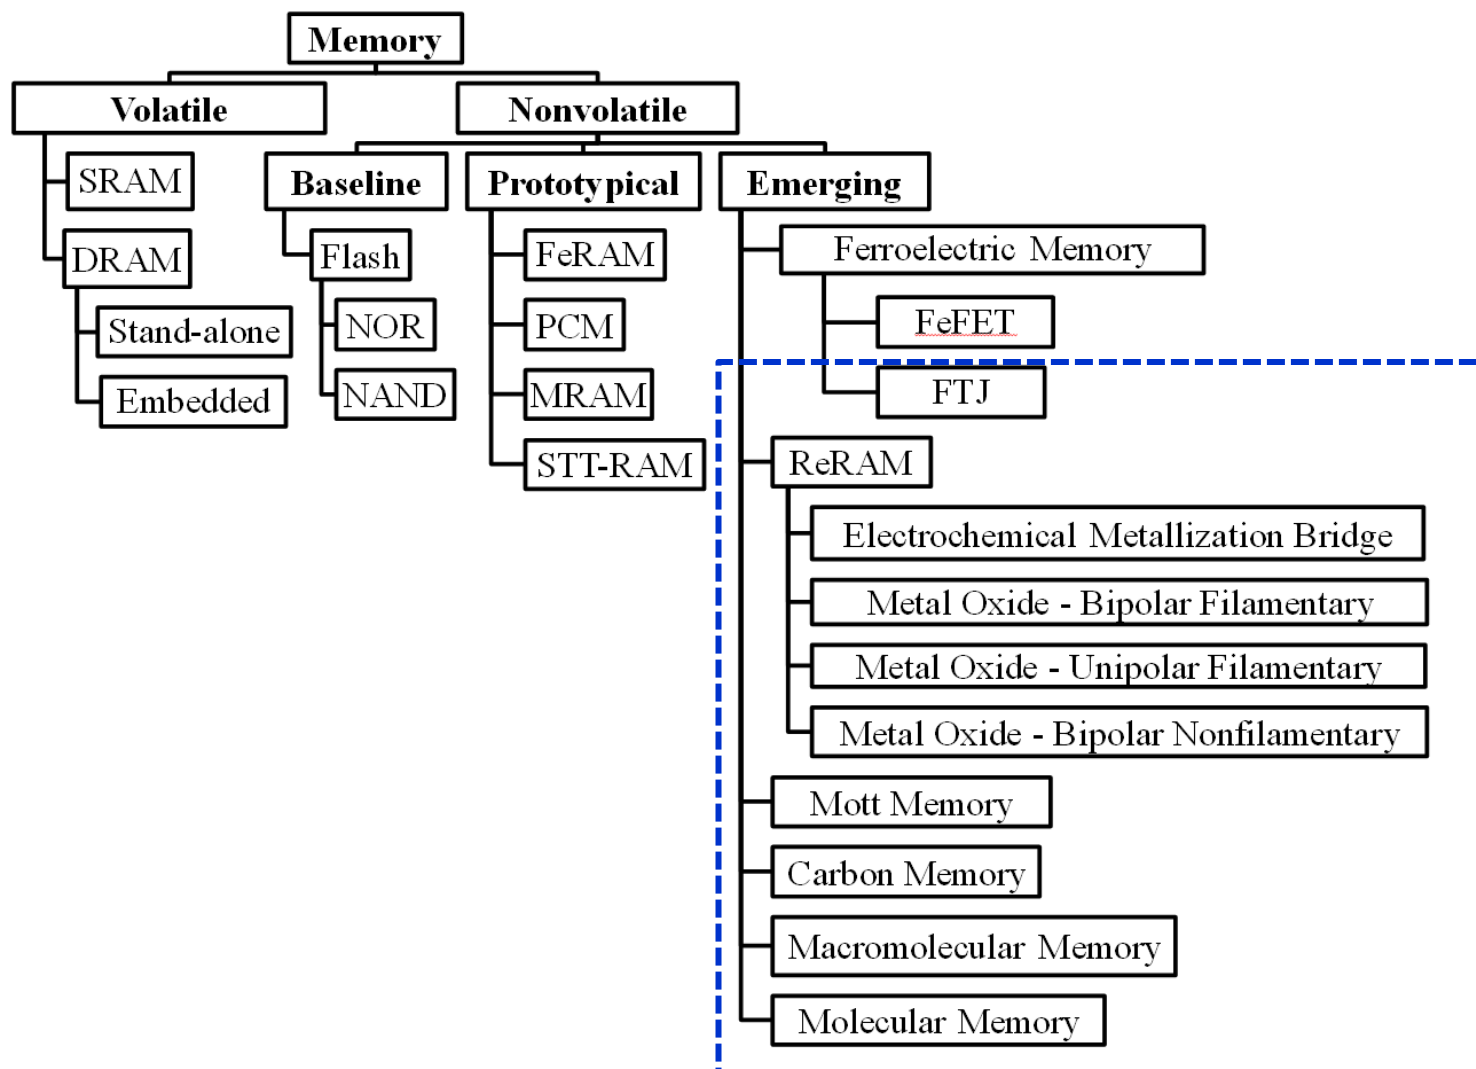 Memory
Volatile
Nonvolatile
SRAM
DRAM
Stand-alone
Embedded
Baseline
Flash
NOR
NAND
Prototypical
FeRAM
PCM
MRAM
STT-RAM
Emerging
Ferroelectric Memory
FeFET
FTJ
ReRAM
Electrochemical Metallization Bridge
Metal Oxide - Bipolar Filamentary
Metal Oxide - Unipolar Filamentary
Metal Oxide - Bipolar Nonfilamentary
Mott Memory
Carbon Memory
Macromolecular Memory
Molecular Memory